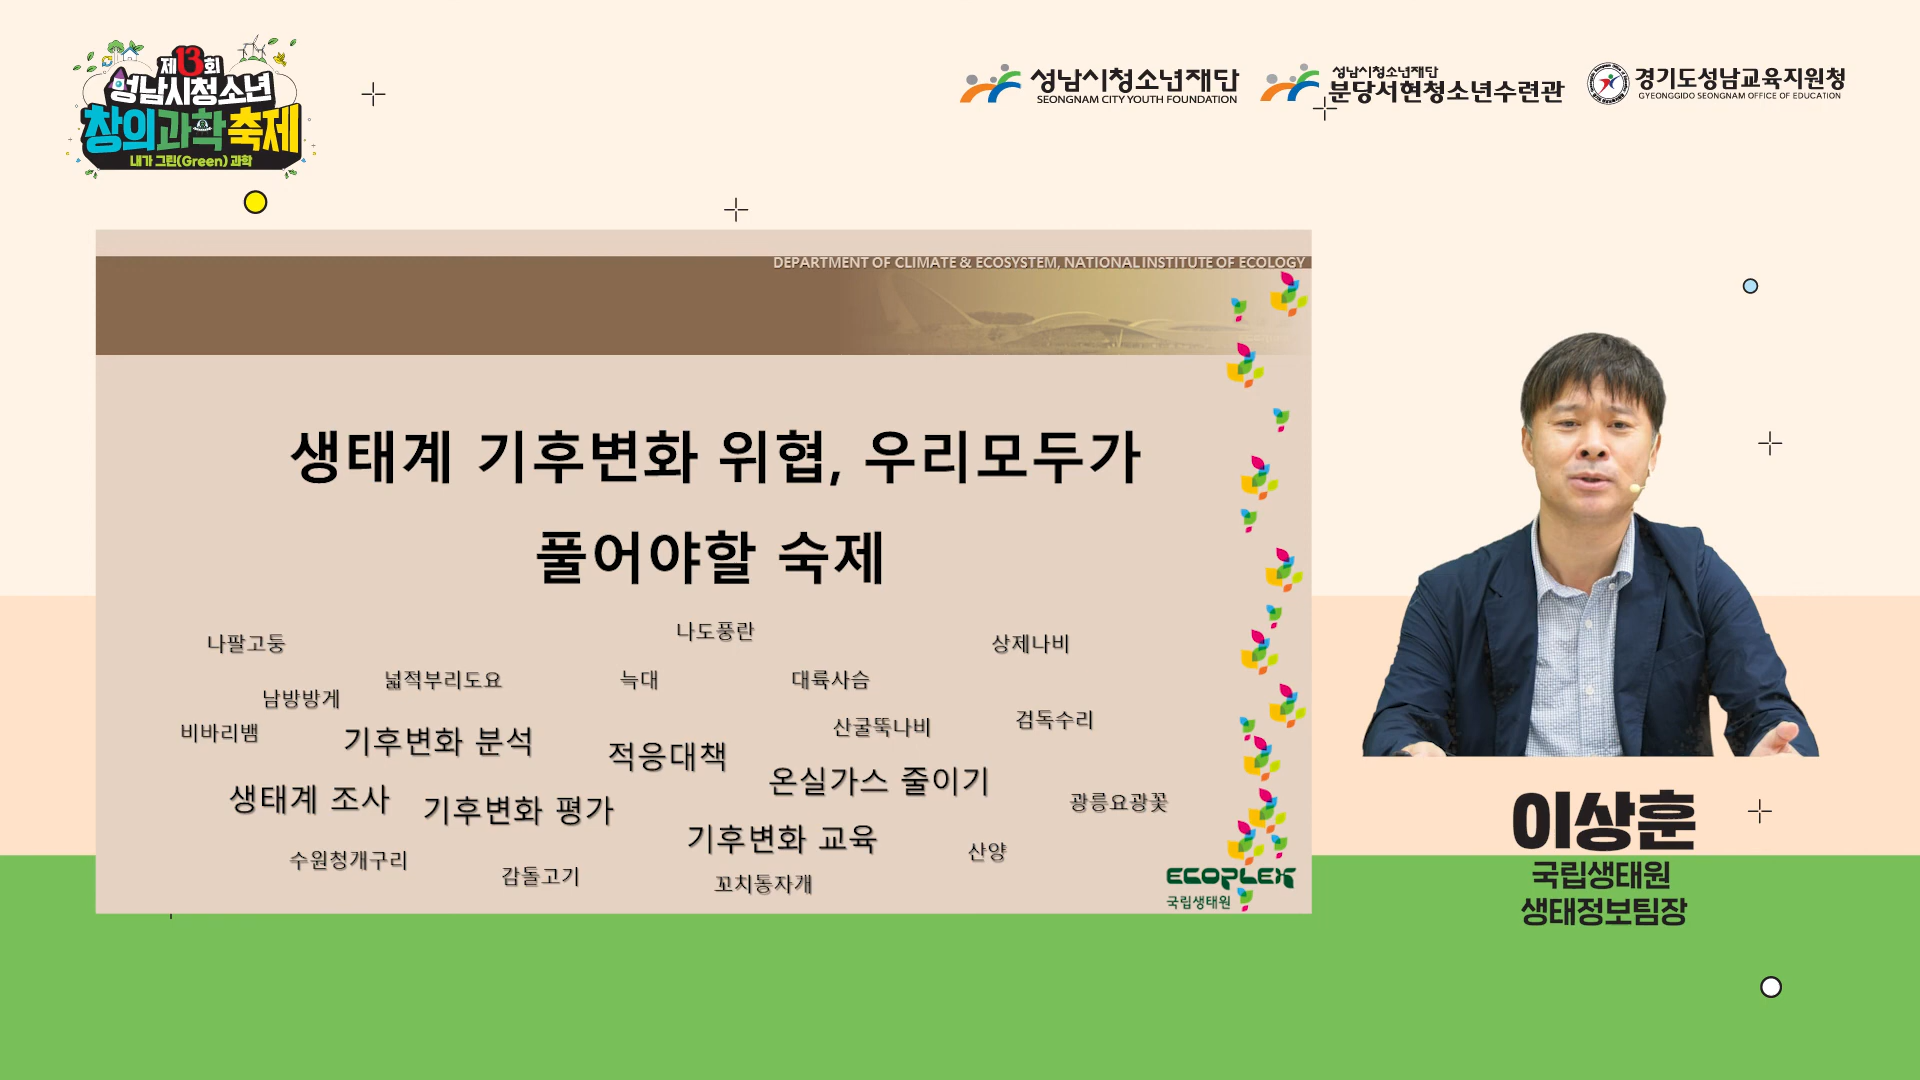 제13회
성남시청소년
창의과학축제
내가 그린(Green) 과학
성남시청소년재단
SEONGNAM CITY YOUTH FOUNDATION
성남시청소년재단
분당서현청소년수련관
경기도성남교육지원청
GYEONGGIDO SEONGNAM OFFICE OF EDUCATION
DEPARTMENT OF CLIMATE & ECOSYSTEM, NATIONAL INSTITUTE OF ECOLOGY
생태계 기후변화 위협, 우리모두가
풀어야할 숙제
나팔고둥
나도풍란
상제나비
넓적부리도요
늑대
대륙사슴
남방방게
비바리뱀
기후변화 분석
적응대책
산굴뚝나비
검독수리
온실가스 줄이기
생태계 조사
기후변화 평가
광릉요광꽃
기후변화 교육
수원청개구리
감돌고기
꼬치동자개
산양
ECOPLEX
국립생태원
이상훈
국립생태원
생태정보팀장